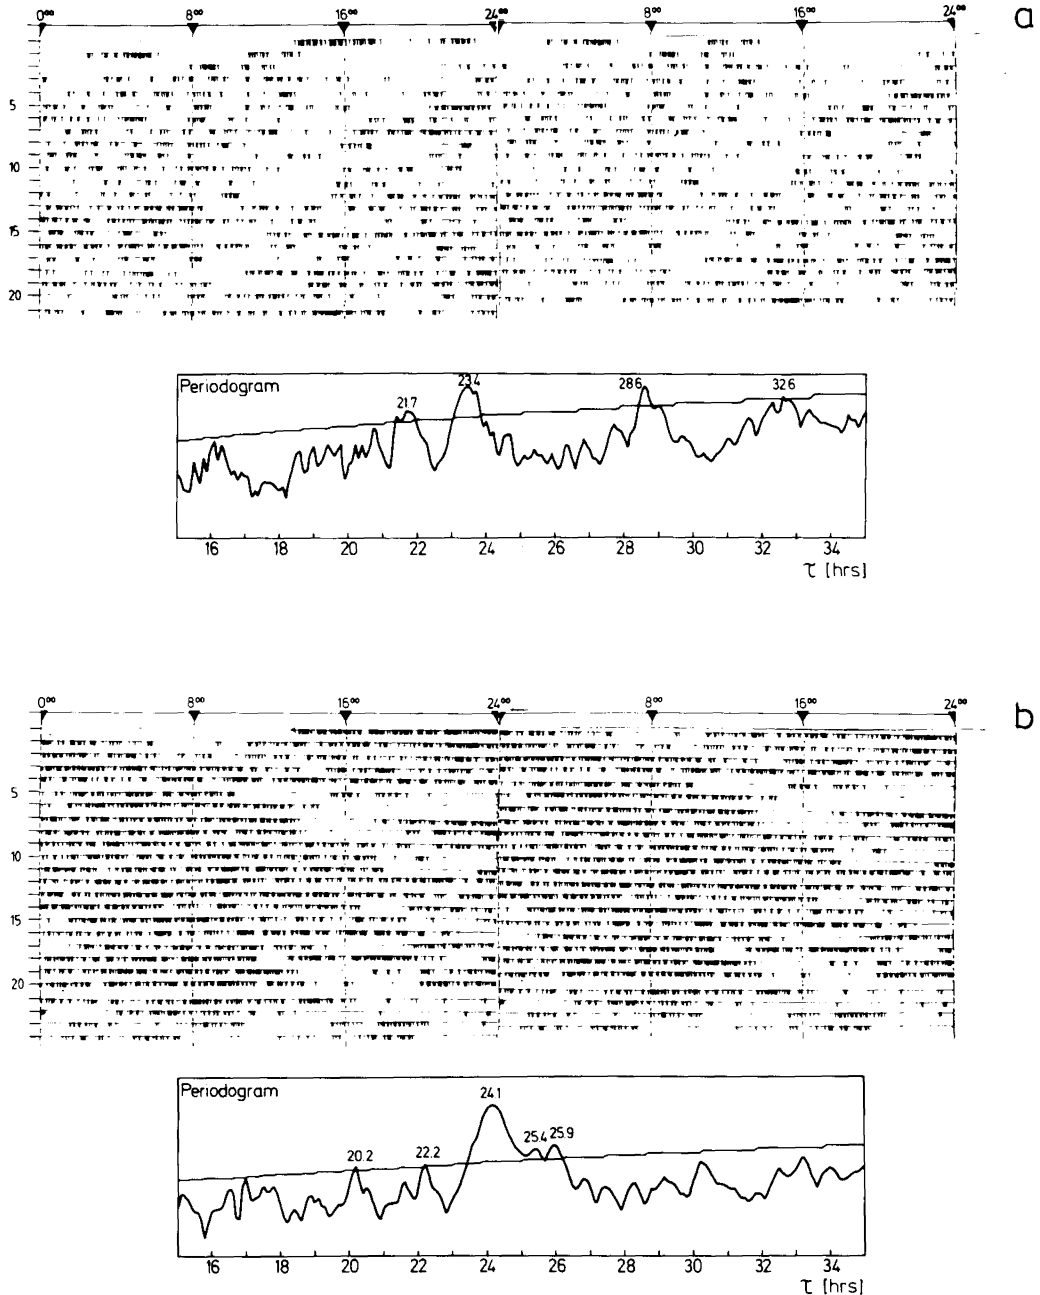 a
0⁰⁰ 8⁰⁰ 16⁰⁰ 24⁰⁰ 8⁰⁰ 16⁰⁰ 24⁰⁰
5
10
15
20
Periodogram
21.7 23.4 28.6 32.6
16 18 20 22 24 26 28 30 32 34
τ [hrs]
b
0⁰⁰ 8⁰⁰ 16⁰⁰ 24⁰⁰ 8⁰⁰ 16⁰⁰ 24⁰⁰
5
10
15
20
Periodogram
20.2 22.2 24.1 25.4 25.9
16 18 20 22 24 26 28 30 32 34
τ [hrs]